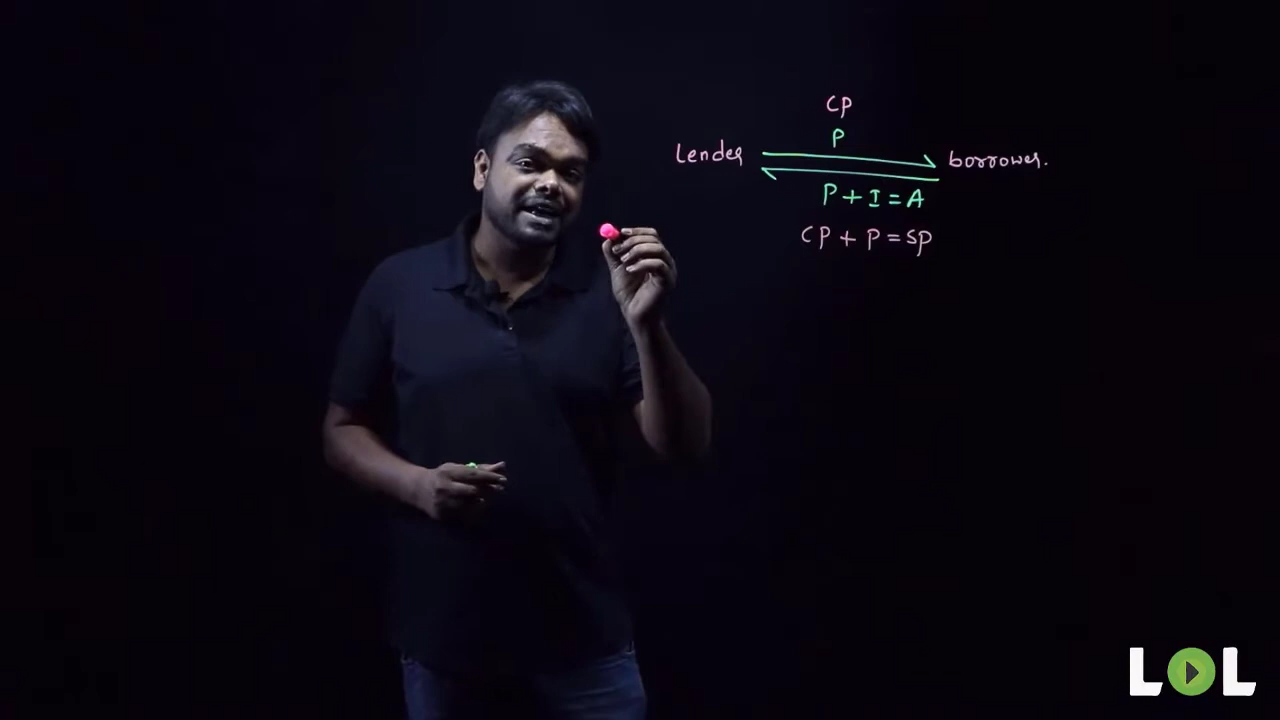 CP
P
Lender borrower.
P + I = A
CP + P = SP
LOL